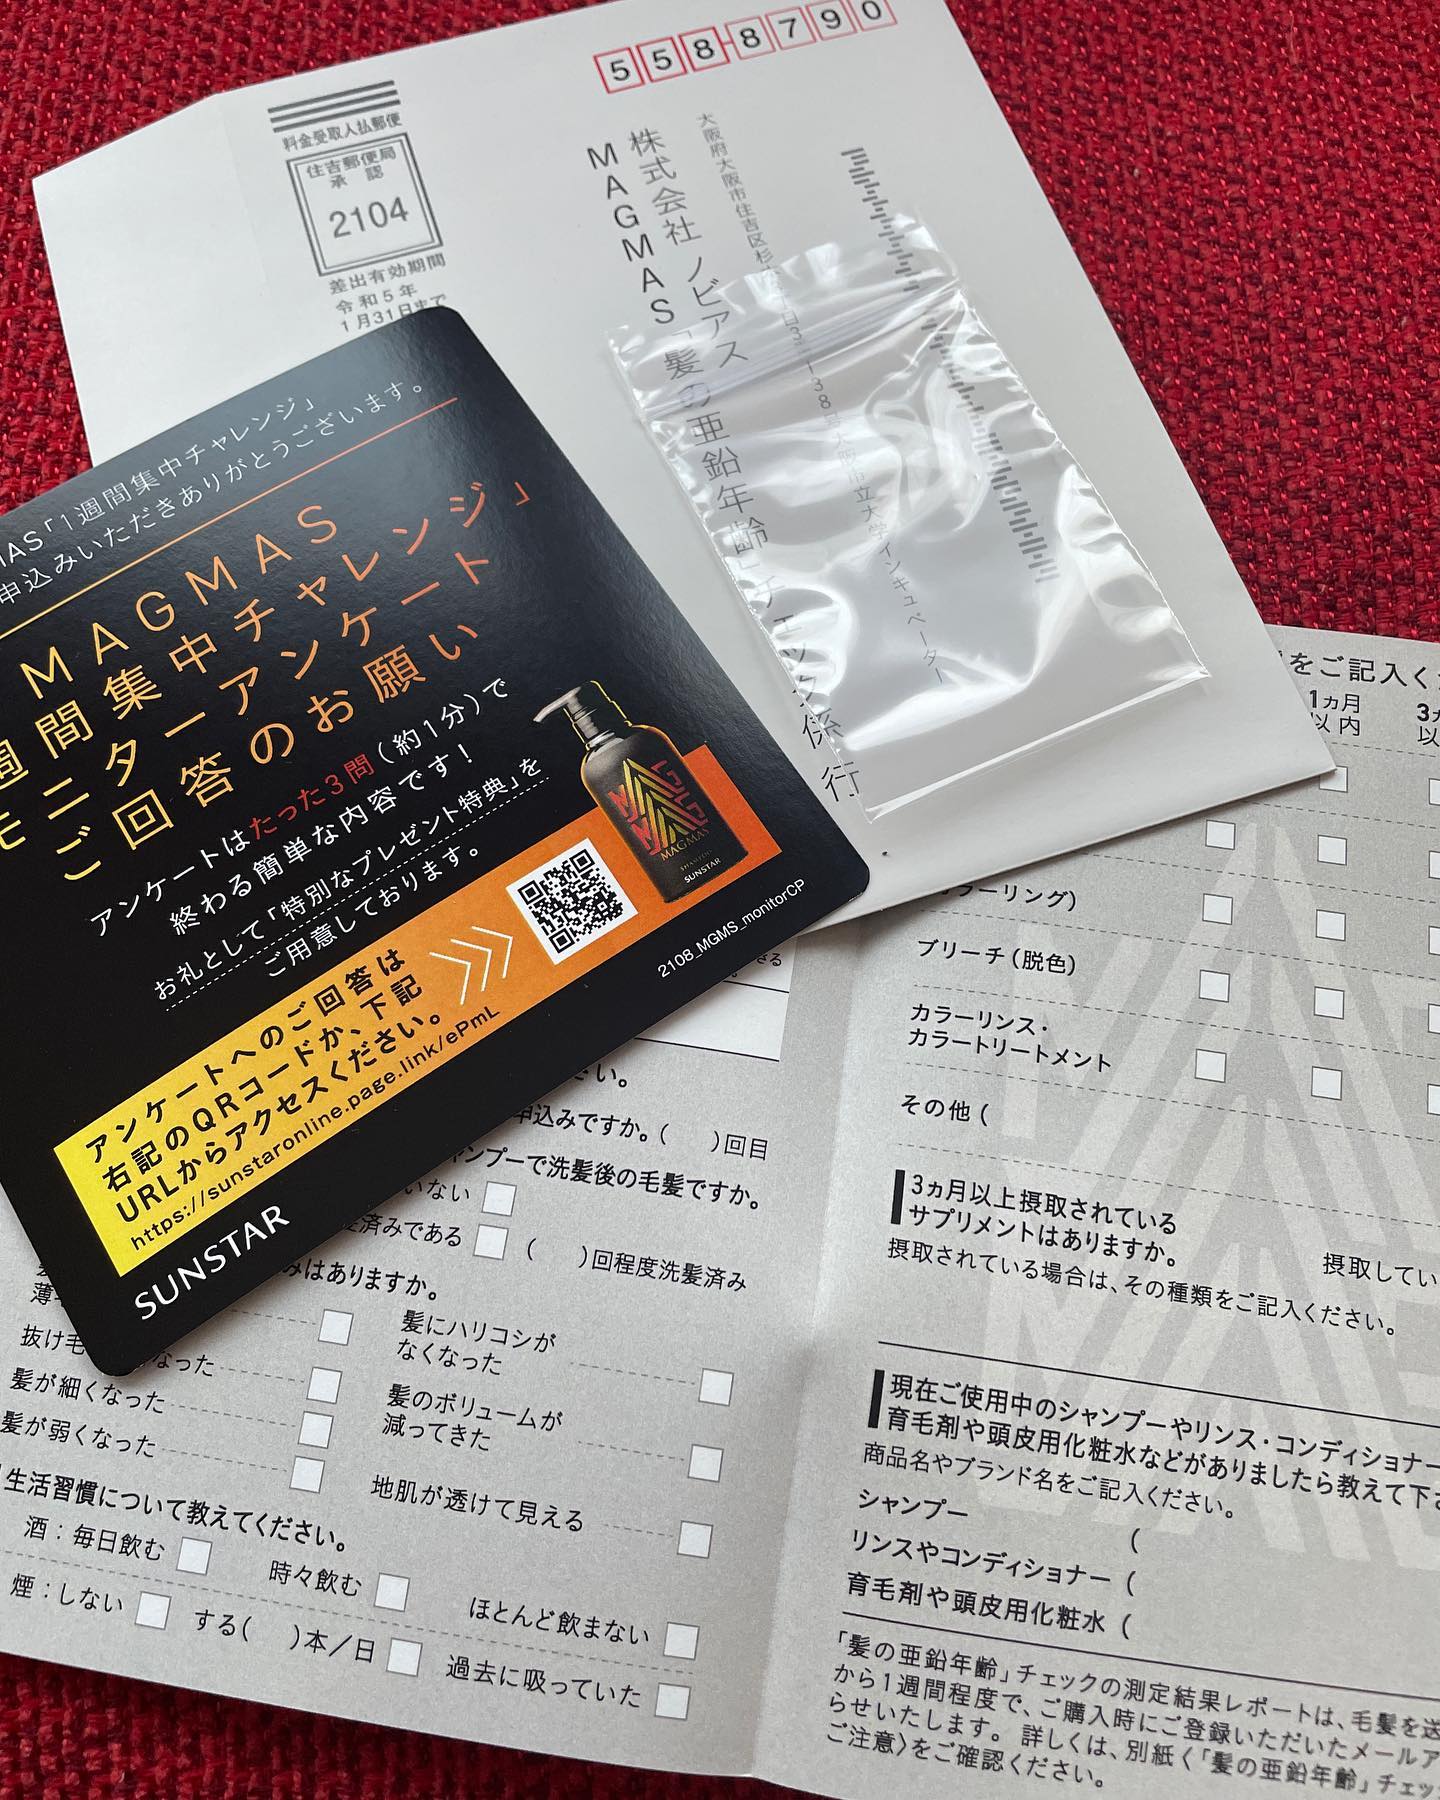 5588790
料金受取人払郵便
住吉郵便局
承認
2104
差出有効期間
令和5年
1月31日まで
大阪府大阪市住吉区杉
138
大阪市立大学インキュベーター
株式会社 ノビアス
MAGMAS「髪の亜鉛年齢」チェック係 行
MAS「1週間集中チャレンジ」
申込みいただきありがとうございます。
MAGMAS
週間集中チャレンジ」
モニターアンケート
ご回答のお願い
アンケートはたった3問(約1分)で
終わる簡単な内容です!
お礼として「特別なプレゼント特典」を
ご用意しております。
MAGMAS
SHAMPOO
SUNSTAR
アンケートへのご回答は
右記のQRコードか、下記
URLからアクセスください。
https://sunstaronline.page.link/ePmL
2108_MGMS_monitorCP
SUNSTAR
さい。
申込みですか。( )回目
ャンプーで洗髪後の毛髪ですか。
いない
済みである ( )回程度洗髪済み
みはありますか。
薄
抜け毛 なった
髪が細くなった
髪が弱くなった
髪にハリコシが
なくなった
髪のボリュームが
減ってきた
地肌が透けて見える
生活習慣について教えてください。
酒:毎日飲む 時々飲む ほとんど飲まない
煙:しない する( )本/日 過去に吸っていた
をご記入く
1ヵ月
以内
3ヵ
以
カラーリング)
ブリーチ(脱色)
カラーリンス・
カラートリートメント
その他(
3ヵ月以上摂取されている
サプリメントはありますか。
摂取してい
摂取されている場合は、その種類をご記入ください。
現在ご使用中のシャンプーやリンス・コンディショナー
育毛剤や頭皮用化粧水などがありましたら教えて下さ
商品名やブランド名をご記入ください。
シャンプー (
リンスやコンディショナー (
育毛剤や頭皮用化粧水 (
「髪の亜鉛年齢」チェックの測定結果レポートは、毛髪を送
から1週間程度で、ご購入時にご登録いただいたメールア
らせいたします。 詳しくは、別紙〈「髪の亜鉛年齢」チェッ
ご注意〉をご確認ください。